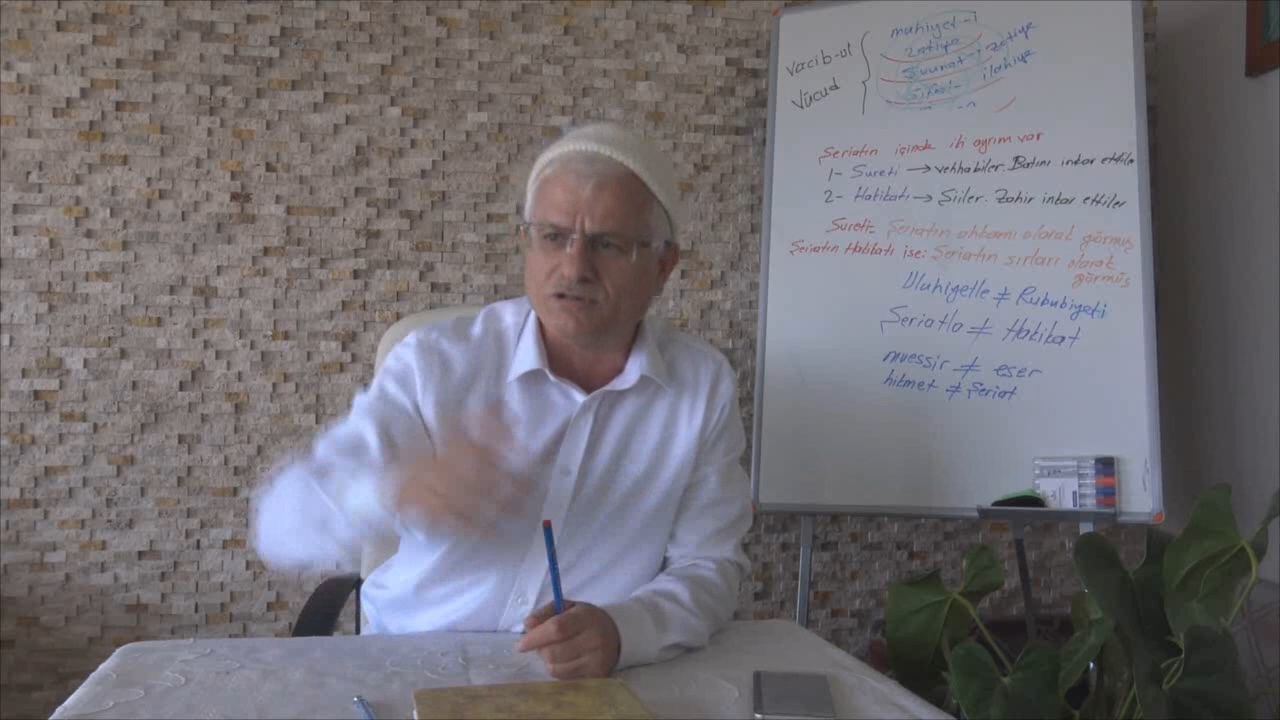 mahiyet-i
zatiye
Vacib-ul
Vücud
şuunat-i zatiye
ilahiye
Şeriatın içinde iki ayrım var
1- Sureti → vehhabiler. Batını inkar ettiler
2- Hakikatı → Şiiler. Zahir inkar ettiler
Sureti- Şeriatın ahkamı olarak görmüş
Şeriatın Hakikatı ise: Şeriatın sırları olarak
görmüş
Uluhiyetle ≠ Rububiyeti
Şeriatla ≠ Hakikat
muessir ≠ eser
hikmet ≠ Şeriat